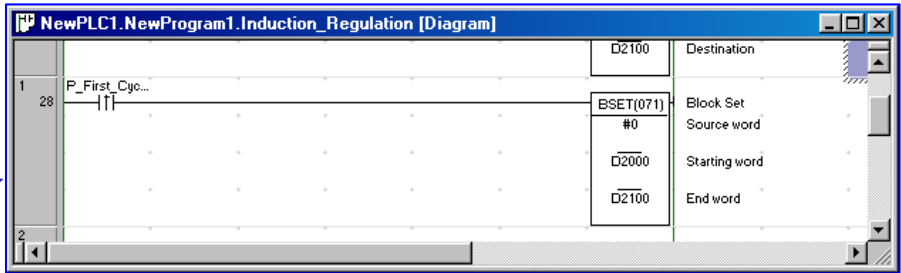 NewPLC1.NewProgram1.Induction_Regulation [Diagram]
D2100 Destination
1 P_First_Cyc...
28 BSET(071) Block Set
#0 Source word
D2000 Starting word
D2100 End word
2